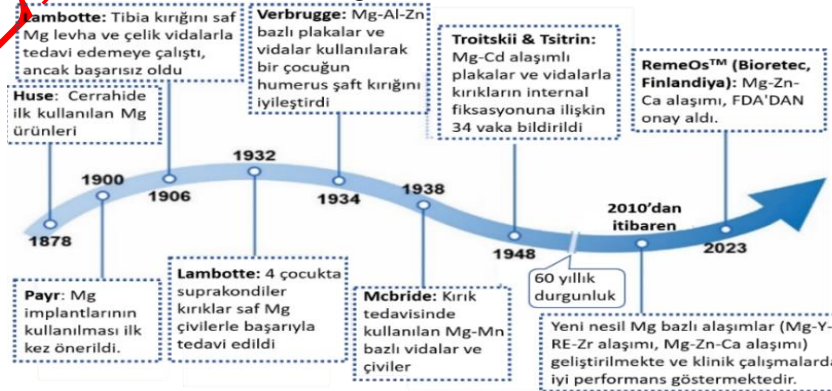 Lambotte: Tibia kırığını saf
Mg levha ve çelik vidalarla
tedavi edemeye çalıştı,
ancak başarısız oldu
Verbrugge: Mg-Al-Zn
bazlı plakalar ve
vidalar kullanılarak
bir çocuğun
humerus şaft kırığını
iyileştirdi
Troitskii & Tsitrin:
Mg-Cd alaşımlı
plakalar ve vidalarla
kırıkların internal
fiksasyonuna ilişkin
34 vaka bildirildi
RemeOs™ (Bioretec,
Finlandiya): Mg-Zn-
Ca alaşımı, FDA'DAN
onay aldı.
Huse: Cerrahide
ilk kullanılan Mg
ürünleri
1878
1900
1906
1932
1934
1938
1948
2010'dan
itibaren
2023
60 yıllık
durgunluk
Payr: Mg
implantlarının
kullanılması ilk
kez önerildi.
Lambotte: 4 çocukta
suprakondiler
kırıklar saf Mg
çivilerle başarıyla
tedavi edildi
Mcbride: Kırık
tedavisinde
kullanılan Mg-Mn
bazlı vidalar ve
çiviler
Yeni nesil Mg bazlı alaşımlar (Mg-Y-
RE-Zr alaşımı, Mg-Zn-Ca alaşımı)
geliştirilmekte ve klinik çalışmalarda
iyi performans göstermektedir.